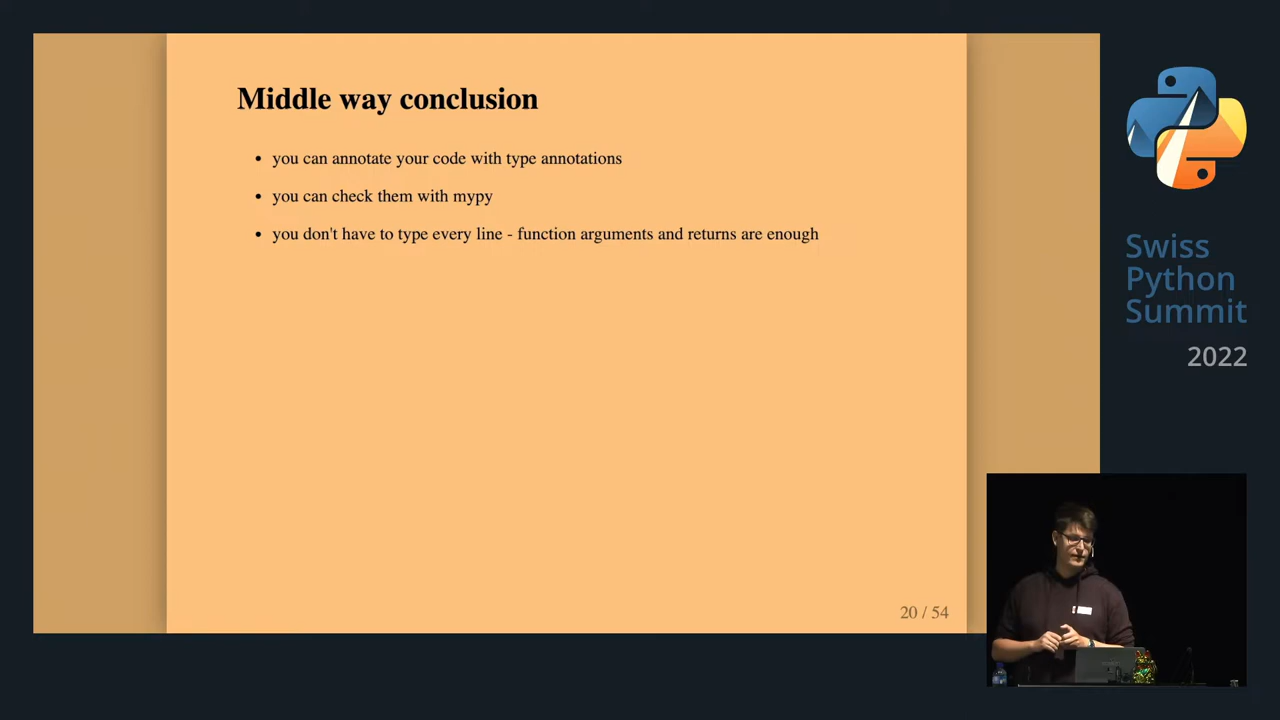 Middle way conclusion
• you can annotate your code with type annotations
• you can check them with mypy
• you don't have to type every line - function arguments and returns are enough
20 / 54
Swiss
Python
Summit
2022